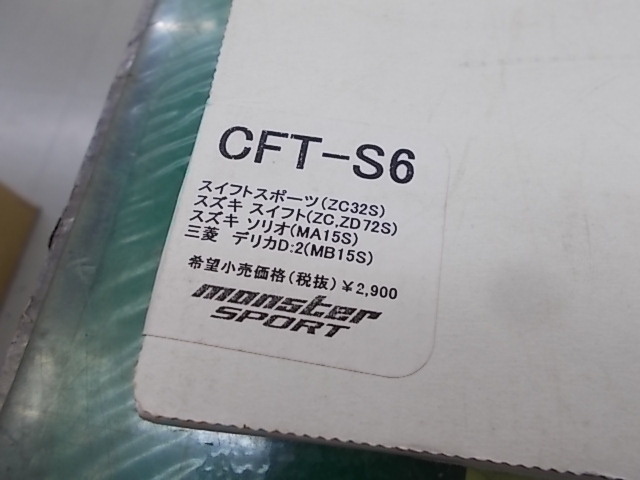 CFT-S6
スイフトスポーツ(ZC32S)
スズキ スイフト(ZC,ZD72S)
スズキ ソリオ(MA15S)
三菱 デリカD:2(MB15S)
希望小売価格(税抜)¥2,900
monster
SPORT